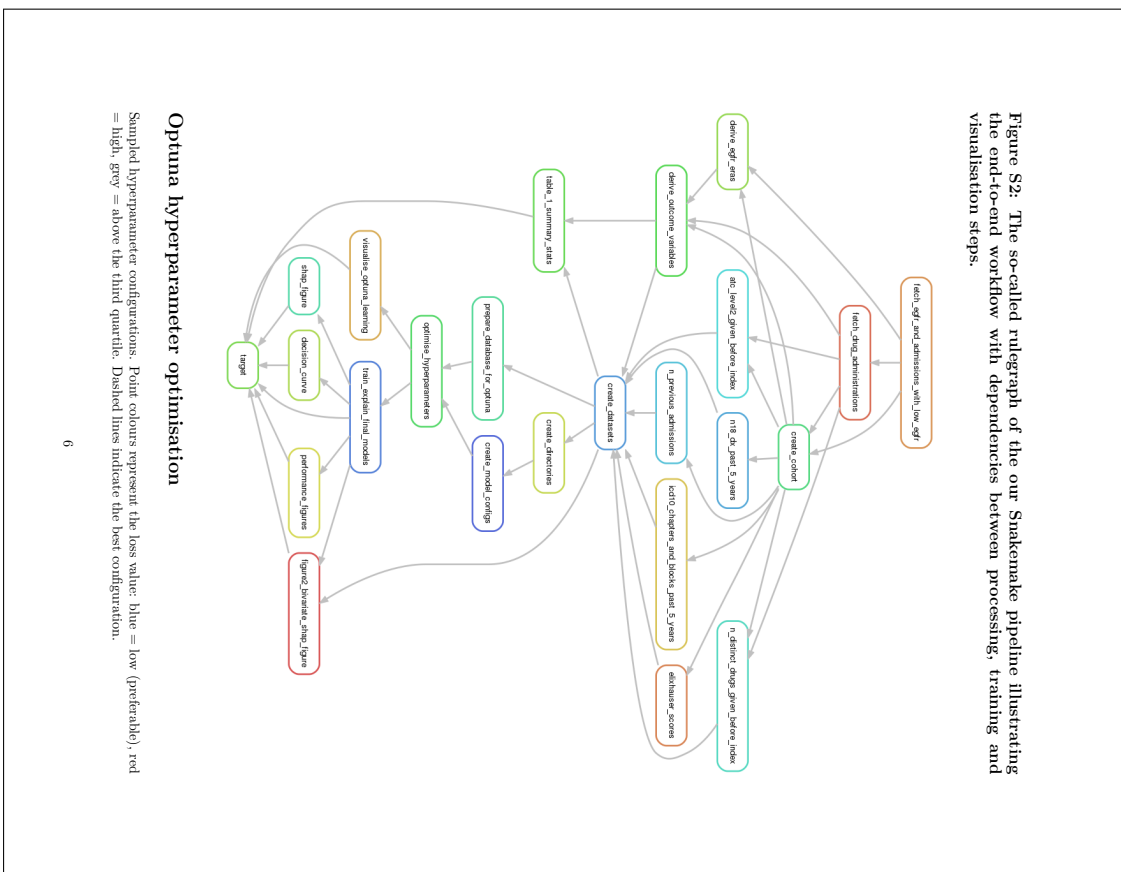 Figure S2: The so-called rulegraph of the our Snakemake pipeline illustrating
the end-to-end workflow with dependencies between processing, training and
visualisation steps.
fetch_egfr_and_admissions_with_low_egfr
fetch_drug_administrations
create_cohort
derive_egfr_eras
n_distinct_drugs_given_before_index
atc_level2_given_before_index
n18_dx_past_5_years
derive_outcome_variables
n_previous_admissions
icd10_chapters_and_blocks_past_5_years
elixhauser_scores
create_datasets
table_1_summary_stats
create_directories
prepare_database_for_optuna
create_model_configs
optimise_hyperparameters
visualise_optuna_learning
train_explain_final_models
shap_figure
decision_curve
performance_figures
figure2_bivariate_shap_figure
target
Optuna hyperparameter optimisation
Sampled hyperparameter configurations. Point colours represent the loss value: blue = low (preferable), red
= high, grey = above the third quartile. Dashed lines indicate the best configuration.
6